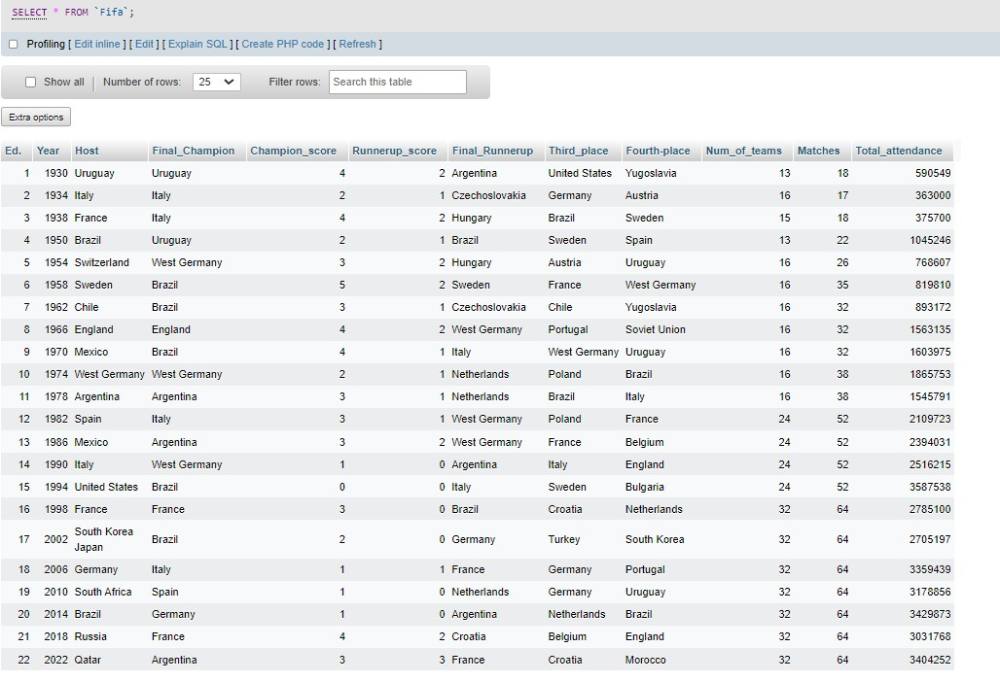 SELECT * FROM `Fifa`;
Profiling [ Edit inline ] [ Edit ] [ Explain SQL ] [ Create PHP code ] [ Refresh ]
Show all | Number of rows: 25 Filter rows: Search this table
Extra options
Ed. Year Host Final_Champion Champion_score Runnerup_score Final_Runnerup Third_place Fourth-place Num_of_teams Matches Total_attendance
1 1930 Uruguay Uruguay 4 2 Argentina United States Yugoslavia 13 18 590549
2 1934 Italy Italy 2 1 Czechoslovakia Germany Austria 16 17 363000
3 1938 France Italy 4 2 Hungary Brazil Sweden 15 18 375700
4 1950 Brazil Uruguay 2 1 Brazil Sweden Spain 13 22 1045246
5 1954 Switzerland West Germany 3 2 Hungary Austria Uruguay 16 26 768607
6 1958 Sweden Brazil 5 2 Sweden France West Germany 16 35 819810
7 1962 Chile Brazil 3 1 Czechoslovakia Chile Yugoslavia 16 32 893172
8 1966 England England 4 2 West Germany Portugal Soviet Union 16 32 1563135
9 1970 Mexico Brazil 4 1 Italy West Germany Uruguay 16 32 1603975
10 1974 West Germany West Germany 2 1 Netherlands Poland Brazil 16 38 1865753
11 1978 Argentina Argentina 3 1 Netherlands Brazil Italy 16 38 1545791
12 1982 Spain Italy 3 1 West Germany Poland France 24 52 2109723
13 1986 Mexico Argentina 3 2 West Germany France Belgium 24 52 2394031
14 1990 Italy West Germany 1 0 Argentina Italy England 24 52 2516215
15 1994 United States Brazil 0 0 Italy Sweden Bulgaria 24 52 3587538
16 1998 France France 3 0 Brazil Croatia Netherlands 32 64 2785100
17 2002 South Korea Japan Brazil 2 0 Germany Turkey South Korea 32 64 2705197
18 2006 Germany Italy 1 1 France Germany Portugal 32 64 3359439
19 2010 South Africa Spain 1 0 Netherlands Germany Uruguay 32 64 3178856
20 2014 Brazil Germany 1 0 Argentina Netherlands Brazil 32 64 3429873
21 2018 Russia France 4 2 Croatia Belgium England 32 64 3031768
22 2022 Qatar Argentina 3 3 France Croatia Morocco 32 64 3404252